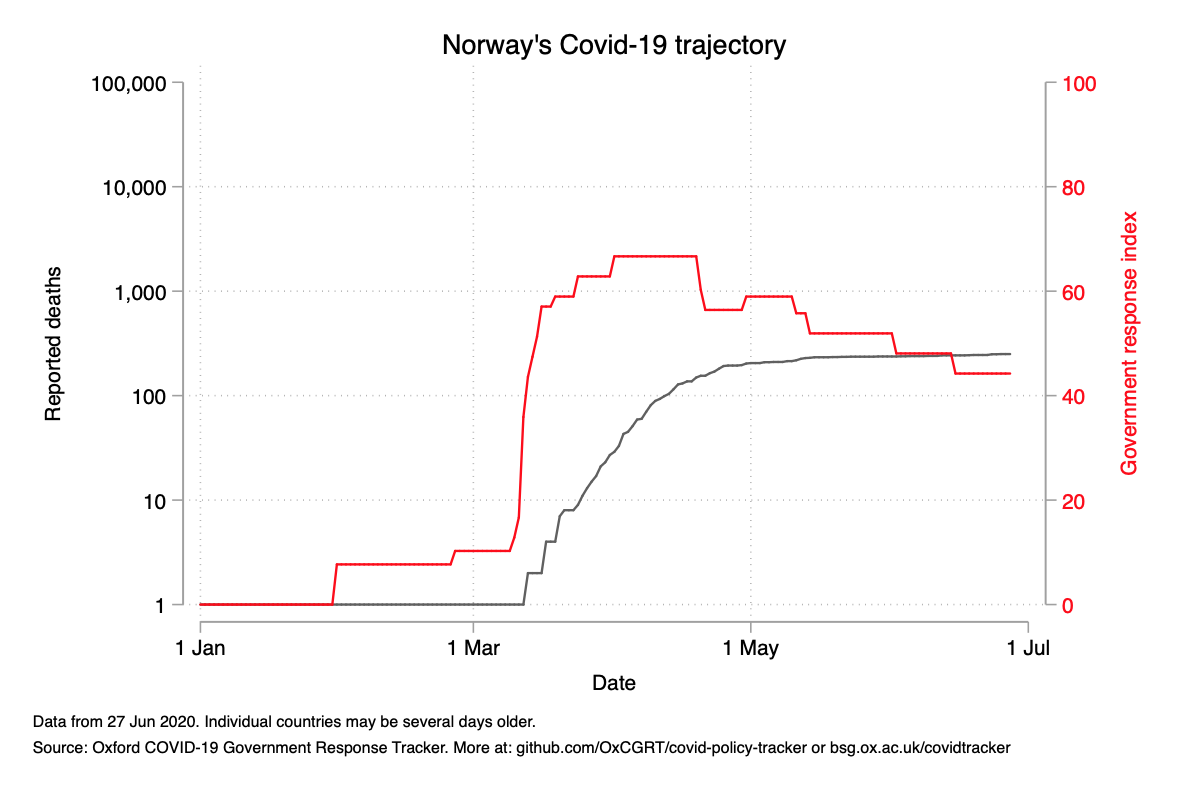 Norway's Covid-19 trajectory
100,000
10,000
1,000
100
10
1
Reported deaths
100
80
60
40
20
0
Government response index
1 Jan
1 Mar
1 May
1 Jul
Date
Data from 27 Jun 2020. Individual countries may be several days older.
Source: Oxford COVID-19 Government Response Tracker. More at: github.com/OxCGRT/covid-policy-tracker or bsg.ox.ac.uk/covidtracker